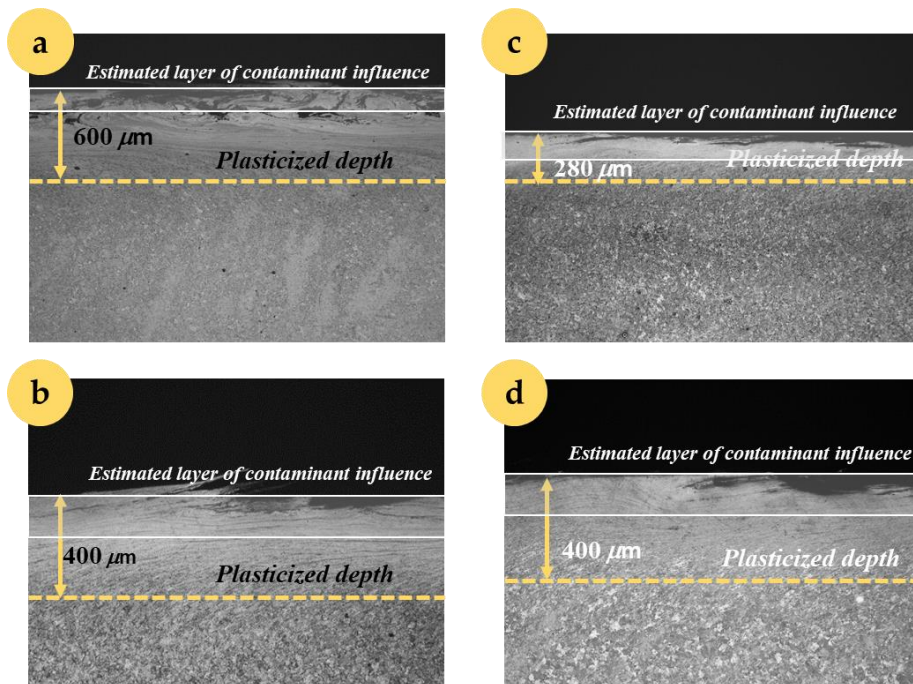 a
Estimated layer of contaminant influence
600 μm
Plasticized depth
b
Estimated layer of contaminant influence
400 μm
Plasticized depth
c
Estimated layer of contaminant influence
Plasticized depth
280 μm
d
Estimated layer of contaminant influence
400 μm
Plasticized depth